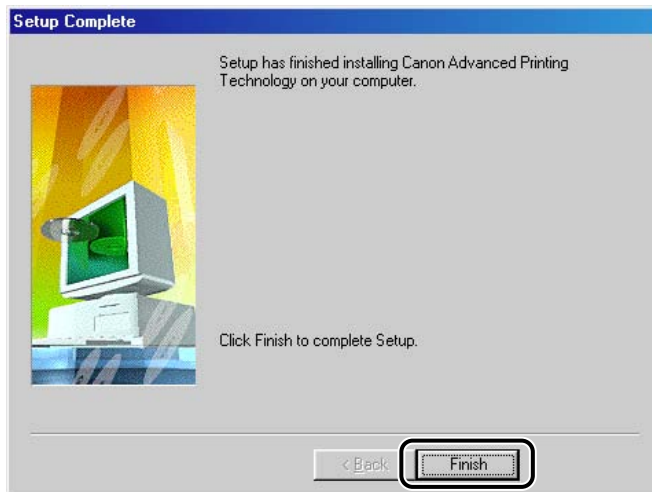 Setup Complete
Setup has finished installing Canon Advanced Printing
Technology on your computer.
Click Finish to complete Setup.
< Back
Finish